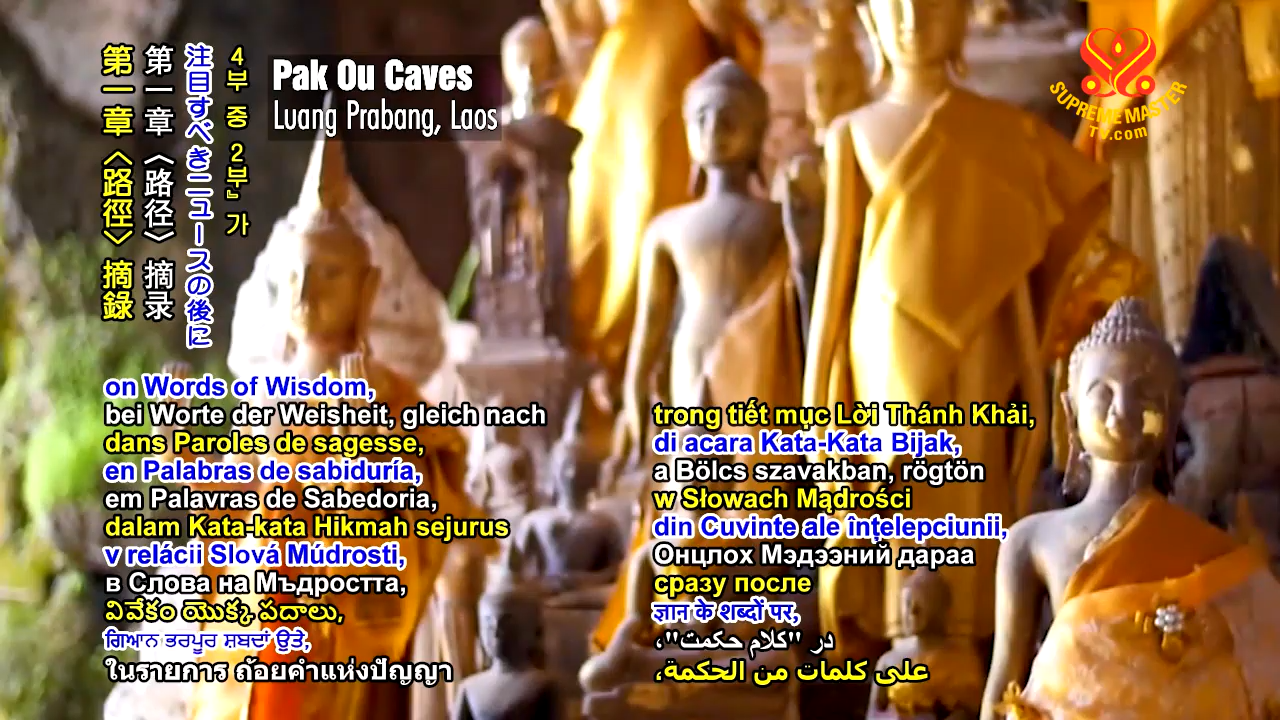 Pak Ou Caves
Luang Prabang, Laos
SUPREME MASTER
TV.com
4부 중 2부』가
注目すべきニュースの後に
第一章〈路径〉摘录
第一章〈路徑〉摘錄
on Words of Wisdom,
bei Worte der Weisheit, gleich nach
dans Paroles de sagesse,
en Palabras de sabiduría,
em Palavras de Sabedoria,
dalam Kata-kata Hikmah sejurus
v relácii Slová Múdrosti,
в Слова на Мъдростта,
వివేకం యొక్క పదాలు,
ਗਿਆਨ ਭਰਪੂਰ ਸ਼ਬਦਾਂ ਉਤੇ,
ในรายการ ถ้อยคำแห่งปัญญา
trong tiết mục Lời Thánh Khải,
di acara Kata-Kata Bijak,
a Bölcs szavakban, rögtön
w Słowach Mądrości
din Cuvinte ale înțelepciunii,
Онцлох Мэдээний дараа
сразу после
ज्ञान के शब्दों पर,
در "کلام حکمت"،
على كلمات من الحكمة،